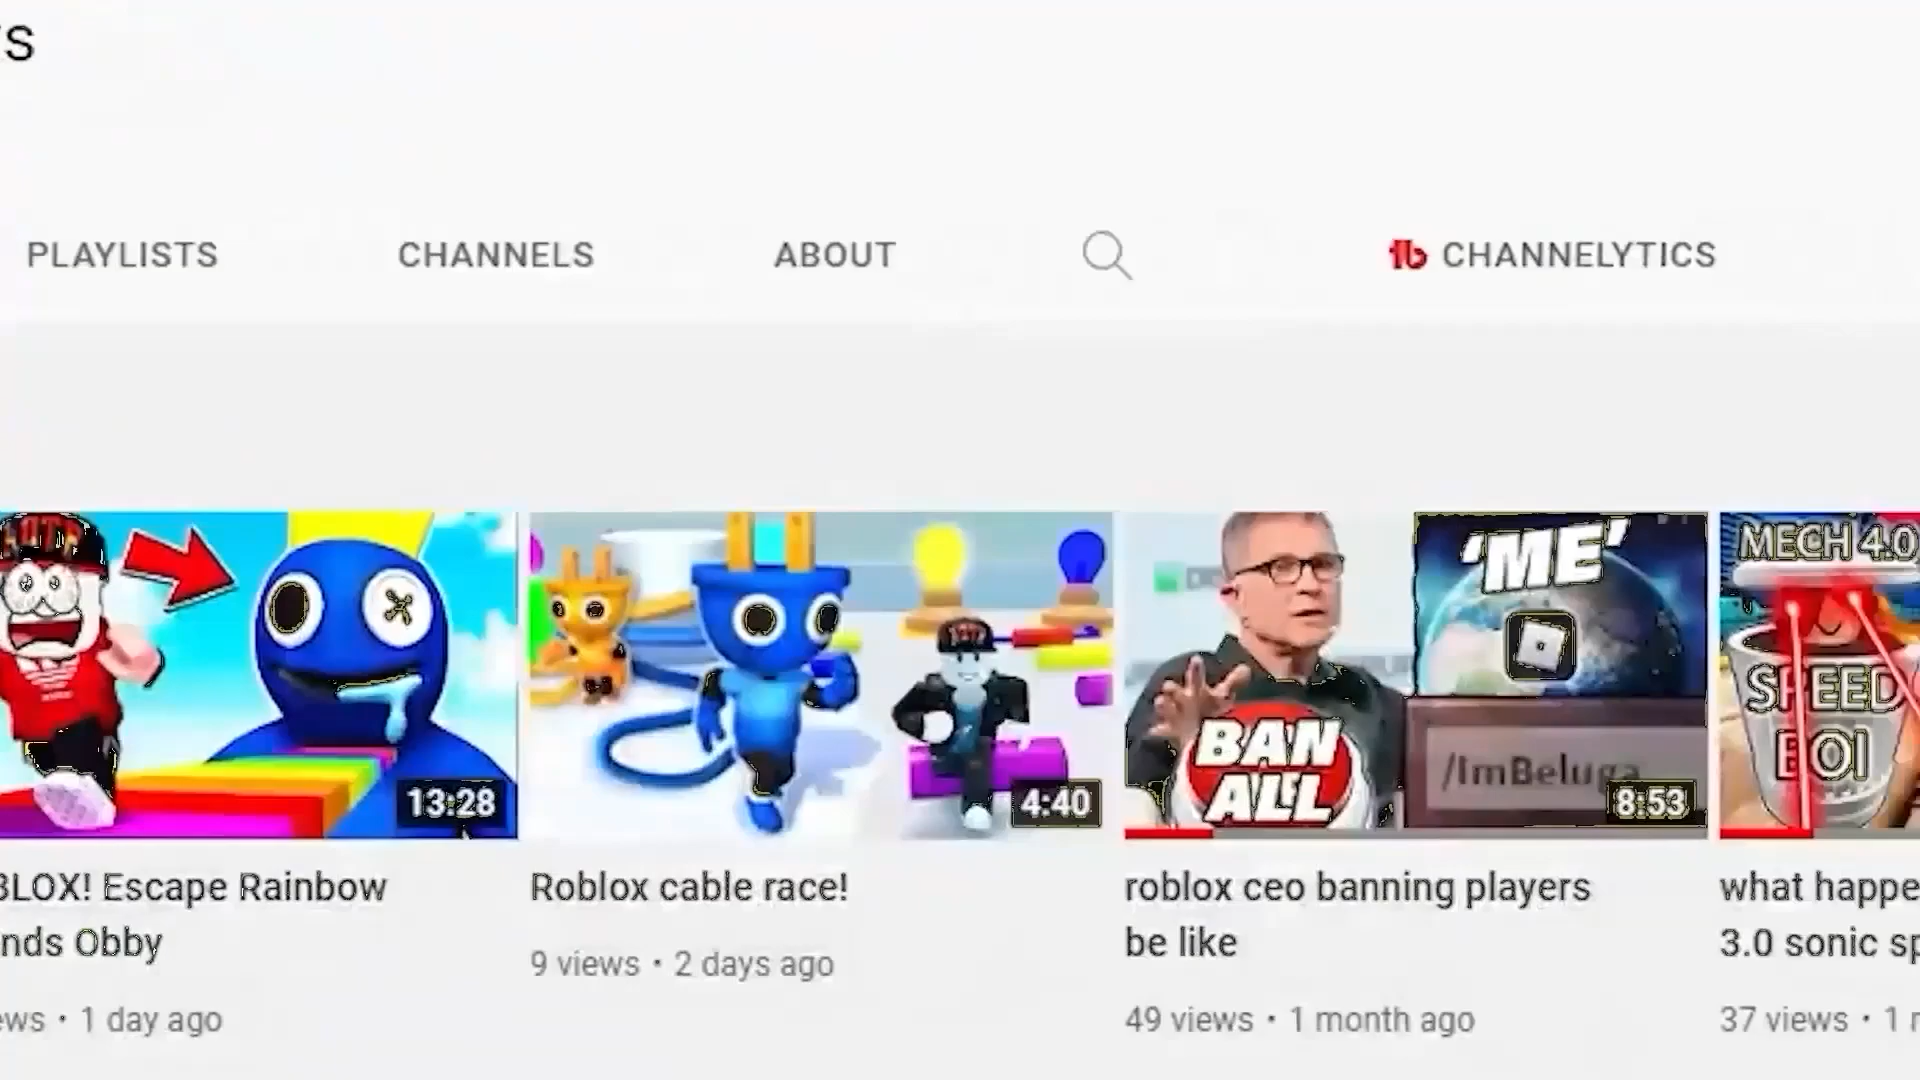 PLAYLISTS CHANNELS ABOUT CHANNELYTICS
'ME'
MECH 4.0
SPEED
BOI
BAN
ALL
/ImBeluga
13:28
4:40
8:53
BLOX! Escape Rainbow
nds Obby
ews • 1 day ago
Roblox cable race!
9 views • 2 days ago
roblox ceo banning players
be like
49 views • 1 month ago
what happe
3.0 sonic sp
37 views • 1